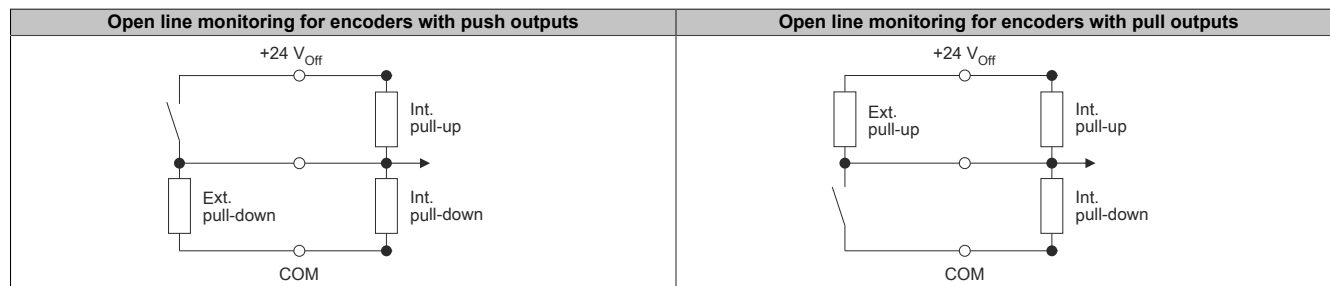 Open line monitoring for encoders with push outputs
Open line monitoring for encoders with pull outputs
+24 VOff
Int.
pull-up
Ext.
pull-down
Int.
pull-down
COM
+24 VOff
Ext.
pull-up
Int.
pull-up
Int.
pull-down
COM